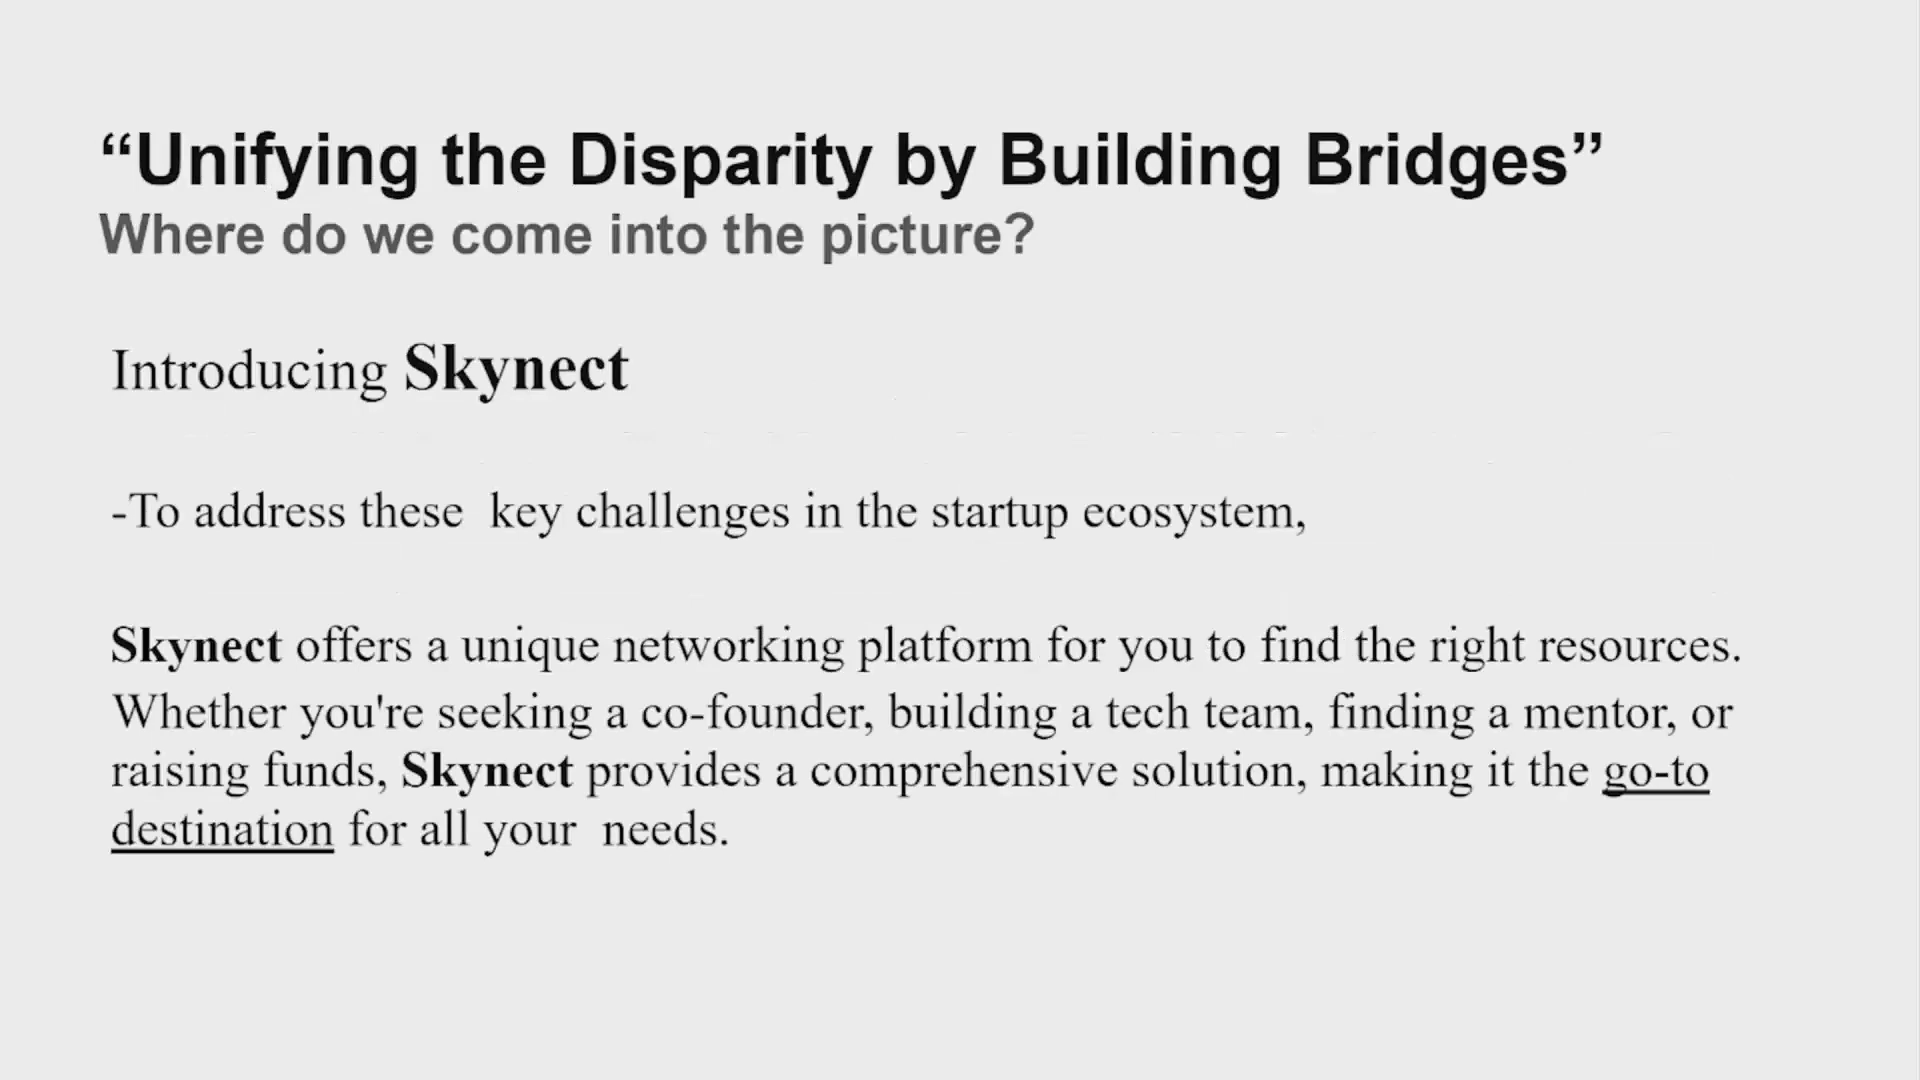 “Unifying the Disparity by Building Bridges”
Where do we come into the picture?
Introducing Skynect
-To address these  key challenges in the startup ecosystem,
Skynect offers a unique networking platform for you to find the right resources.
Whether you're seeking a co-founder, building a tech team, finding a mentor, or
raising funds, Skynect provides a comprehensive solution, making it the go-to
destination for all your  needs.